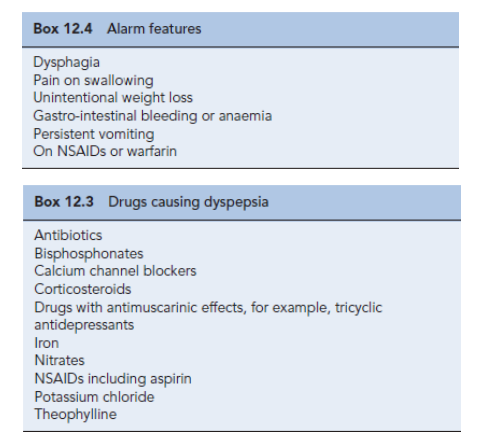 Box 12.4 Alarm features
Dysphagia
Pain on swallowing
Unintentional weight loss
Gastro-intestinal bleeding or anaemia
Persistent vomiting
On NSAIDs or warfarin
Box 12.3 Drugs causing dyspepsia
Antibiotics
Bisphosphonates
Calcium channel blockers
Corticosteroids
Drugs with antimuscarinic effects, for example, tricyclic
antidepressants
Iron
Nitrates
NSAIDs including aspirin
Potassium chloride
Theophylline